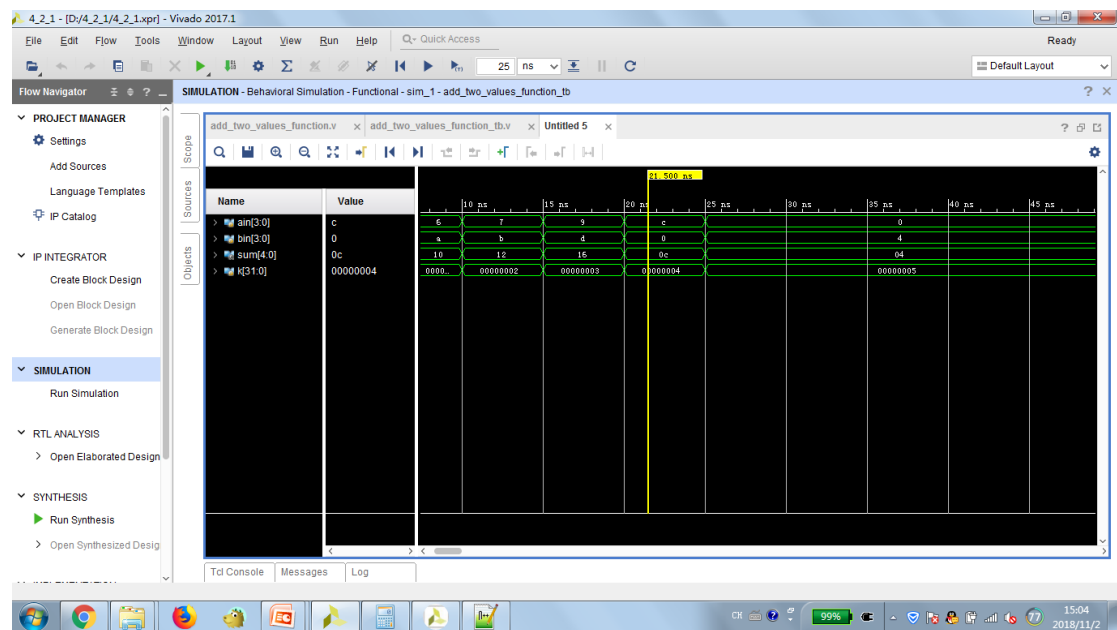 4_2_1 - [D:/4_2_1/4_2_1.xpr] - Vivado 2017.1
File Edit Flow Tools Window Layout View Run Help Q- Quick Access Ready
25 ns Default Layout
Flow Navigator SIMULATION - Behavioral Simulation - Functional - sim_1 - add_two_values_function_tb
PROJECT MANAGER
Settings
Add Sources
Language Templates
IP Catalog
IP INTEGRATOR
Create Block Design
Open Block Design
Generate Block Design
SIMULATION
Run Simulation
RTL ANALYSIS
Open Elaborated Design
SYNTHESIS
Run Synthesis
Open Synthesized Desig
Scope
Sources
Objects
add_two_values_function.v add_two_values_function_tb.v Untitled 5
21.500 ns
Name Value 10 ns 15 ns 20 ns 25 ns 30 ns 35 ns 40 ns 45 ns
ain[3:0] c 6 7 9 c 0
bin[3:0] 0 a b d 0 4
sum[4:0] 0c 10 12 16 0c 04
k[31:0] 00000004 0000... 00000002 00000003 00000004 00000005
Tcl Console Messages Log
CH 99% 77 15:04
2018/11/2